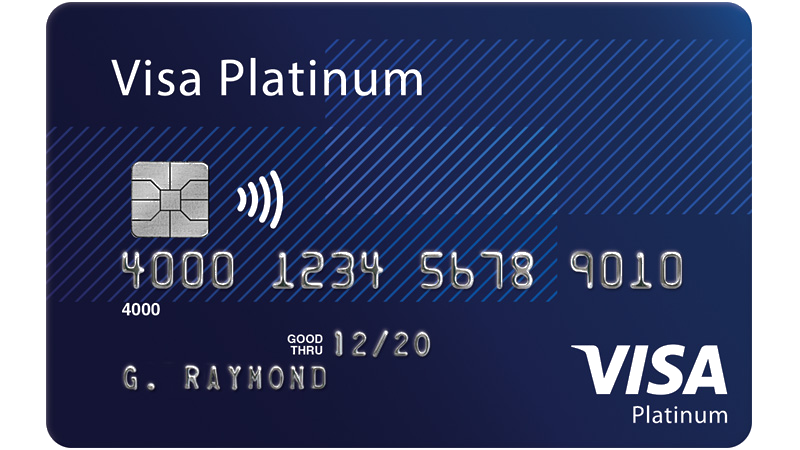 Visa Platinum
4000 1234 5678 9010
4000
GOOD
THRU 12/20
G. RAYMOND
VISA
Platinum